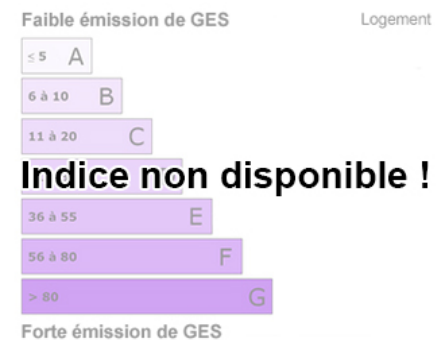 Faible émission de GES Logement
≤ 5 A
6 à 10 B
11 à 20 C
Indice non disponible !
36 à 55 E
56 à 80 F
> 80 G
Forte émission de GES